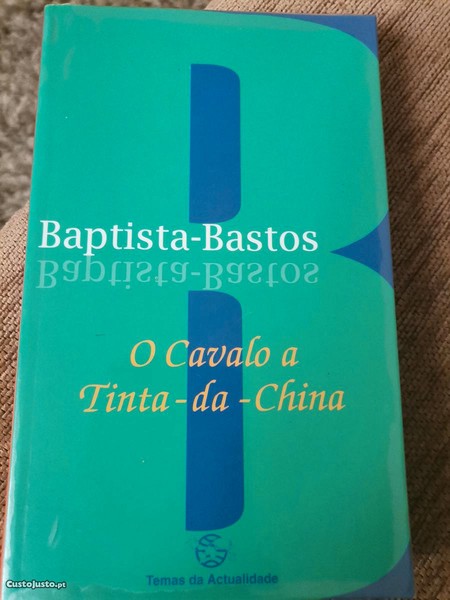 Baptista-Bastos
Baptista-Bastos
O Cavalo a
Tinta-da-China
Temas da Actualidade
CustoJusto.pt